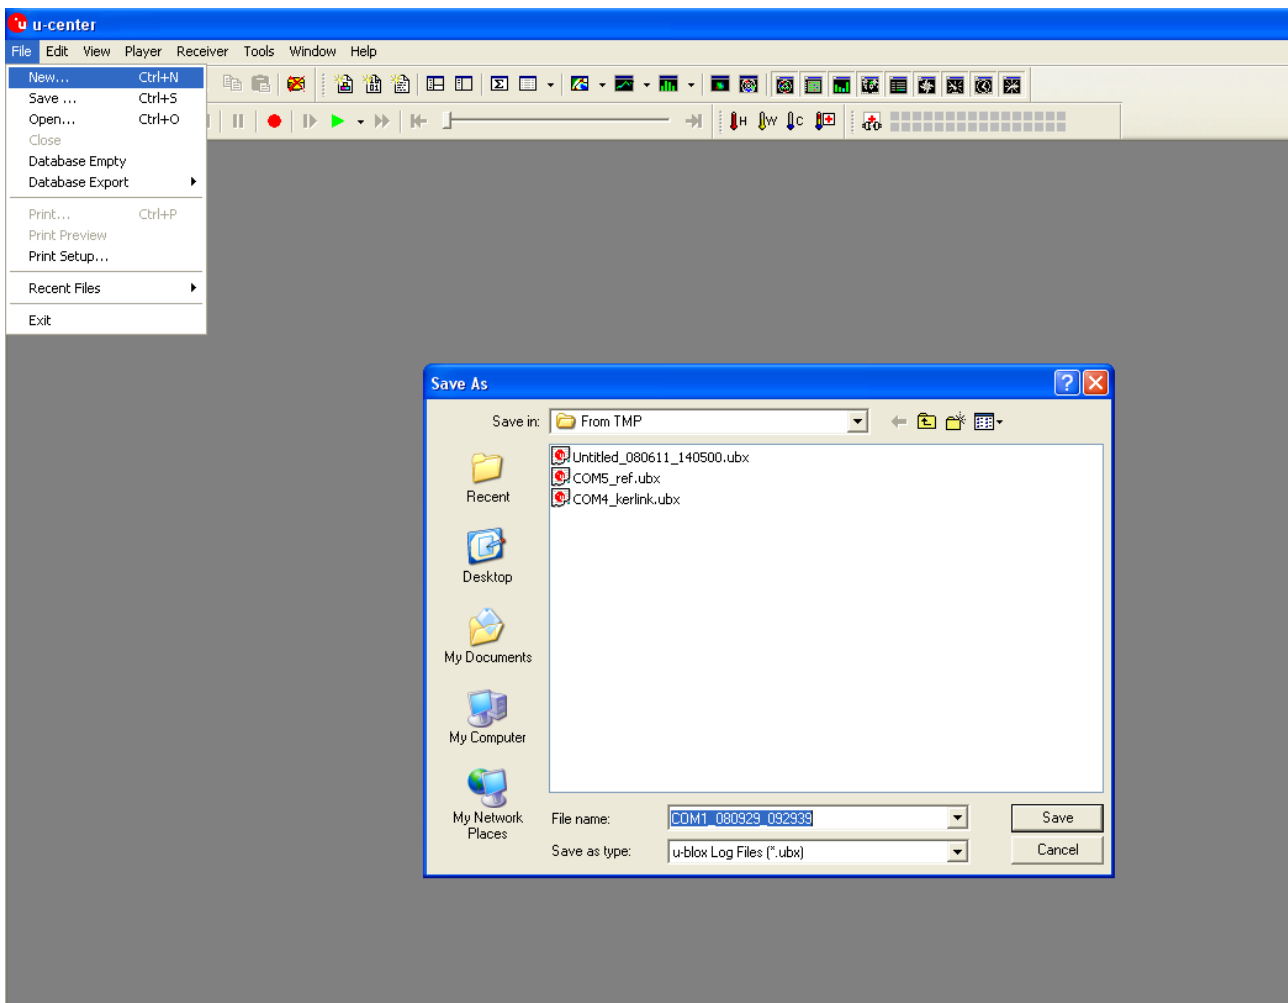 u-center
File Edit View Player Receiver Tools Window Help
New... Ctrl+N
Save ... Ctrl+S
Open... Ctrl+O
Close
Database Empty
Database Export
Print... Ctrl+P
Print Preview
Print Setup...
Recent Files
Exit
H W C
Save As
Save in: From TMP
Untitled_080611_140500.ubx
COM5_ref.ubx
COM4_kerlink.ubx
Recent
Desktop
My Documents
My Computer
My Network
Places
File name: COM1_080929_092939 Save
Save as type: u-blox Log Files (*.ubx) Cancel